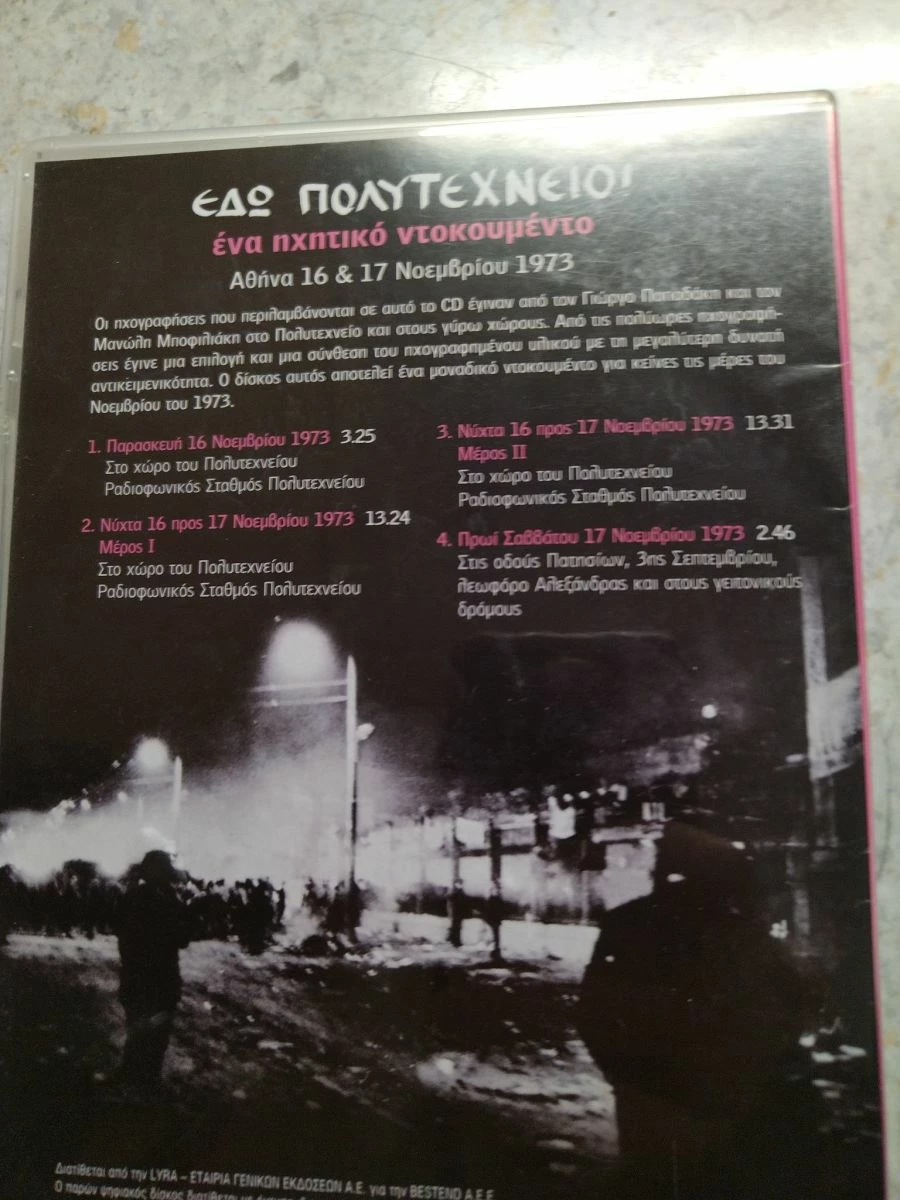 ΕΔΩ ΠΟΛΥΤΕΧΝΕΙΟ!
ένα ηχητικό ντοκουμέντο
Αθήνα 16 & 17 Νοεμβρίου 1973
Οι ηχογραφήσεις που περιλαμβάνονται σε αυτό το CD έγιναν από τον Γιώργο Παπαδάκη και τον
Μανώλη Μποφιλιάκη στο Πολυτεχνείο και στους γύρω χώρους. Από τις πολύωρες ηχογραφή-
σεις έγινε μια επιλογή και μια σύνθεση του ηχογραφημένου υλικού με τη μεγαλύτερη δυνατή
αντικειμενικότητα. Ο δίσκος αυτός αποτελεί ένα μοναδικό ντοκουμέντο για κείνες τις μέρες του
Νοεμβρίου του 1973.
1. Παρασκευή 16 Νοεμβρίου 1973 3.25
Στο χώρο του Πολυτεχνείου
Ραδιοφωνικός Σταθμός Πολυτεχνείου
2. Νύχτα 16 προς 17 Νοεμβρίου 1973 13.24
Μέρος Ι
Στο χώρο του Πολυτεχνείου
Ραδιοφωνικός Σταθμός Πολυτεχνείου
3. Νύχτα 16 προς 17 Νοεμβρίου 1973 13.31
Μέρος ΙΙ
Στο χώρο του Πολυτεχνείου
Ραδιοφωνικός Σταθμός Πολυτεχνείου
4. Πρωί Σαββάτου 17 Νοεμβρίου 1973 2.46
Στις οδούς Πατησίων, 3ης Σεπτεμβρίου,
λεωφόρο Αλεξάνδρας και στους γειτονικούς
δρόμους
Διατίθεται από την LYRA – ΕΤΑΙΡΙΑ ΓΕΝΙΚΩΝ ΕΚΔΟΣΕΩΝ Α.Ε. για την BESTEND Α.Ε.Ε.
Ο παρών ψηφιακός δίσκος διατίθεται